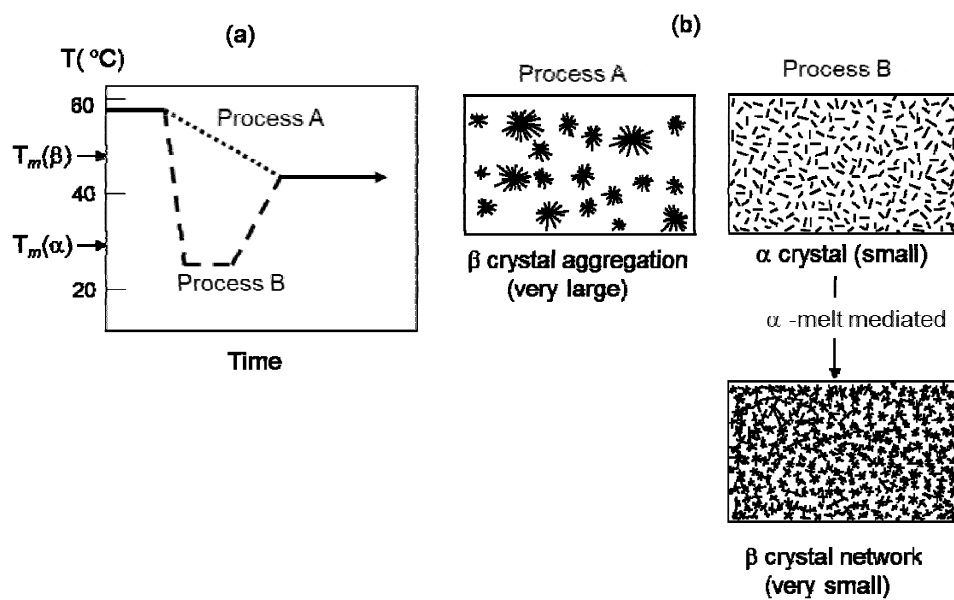 (a)
T( °C)
60
Process A
Tm(β)
40
Tm(α)
Process B
20
Time
(b)
Process A
Process B
β crystal aggregation
(very large)
α crystal (small)
α -melt mediated
β crystal network
(very small)